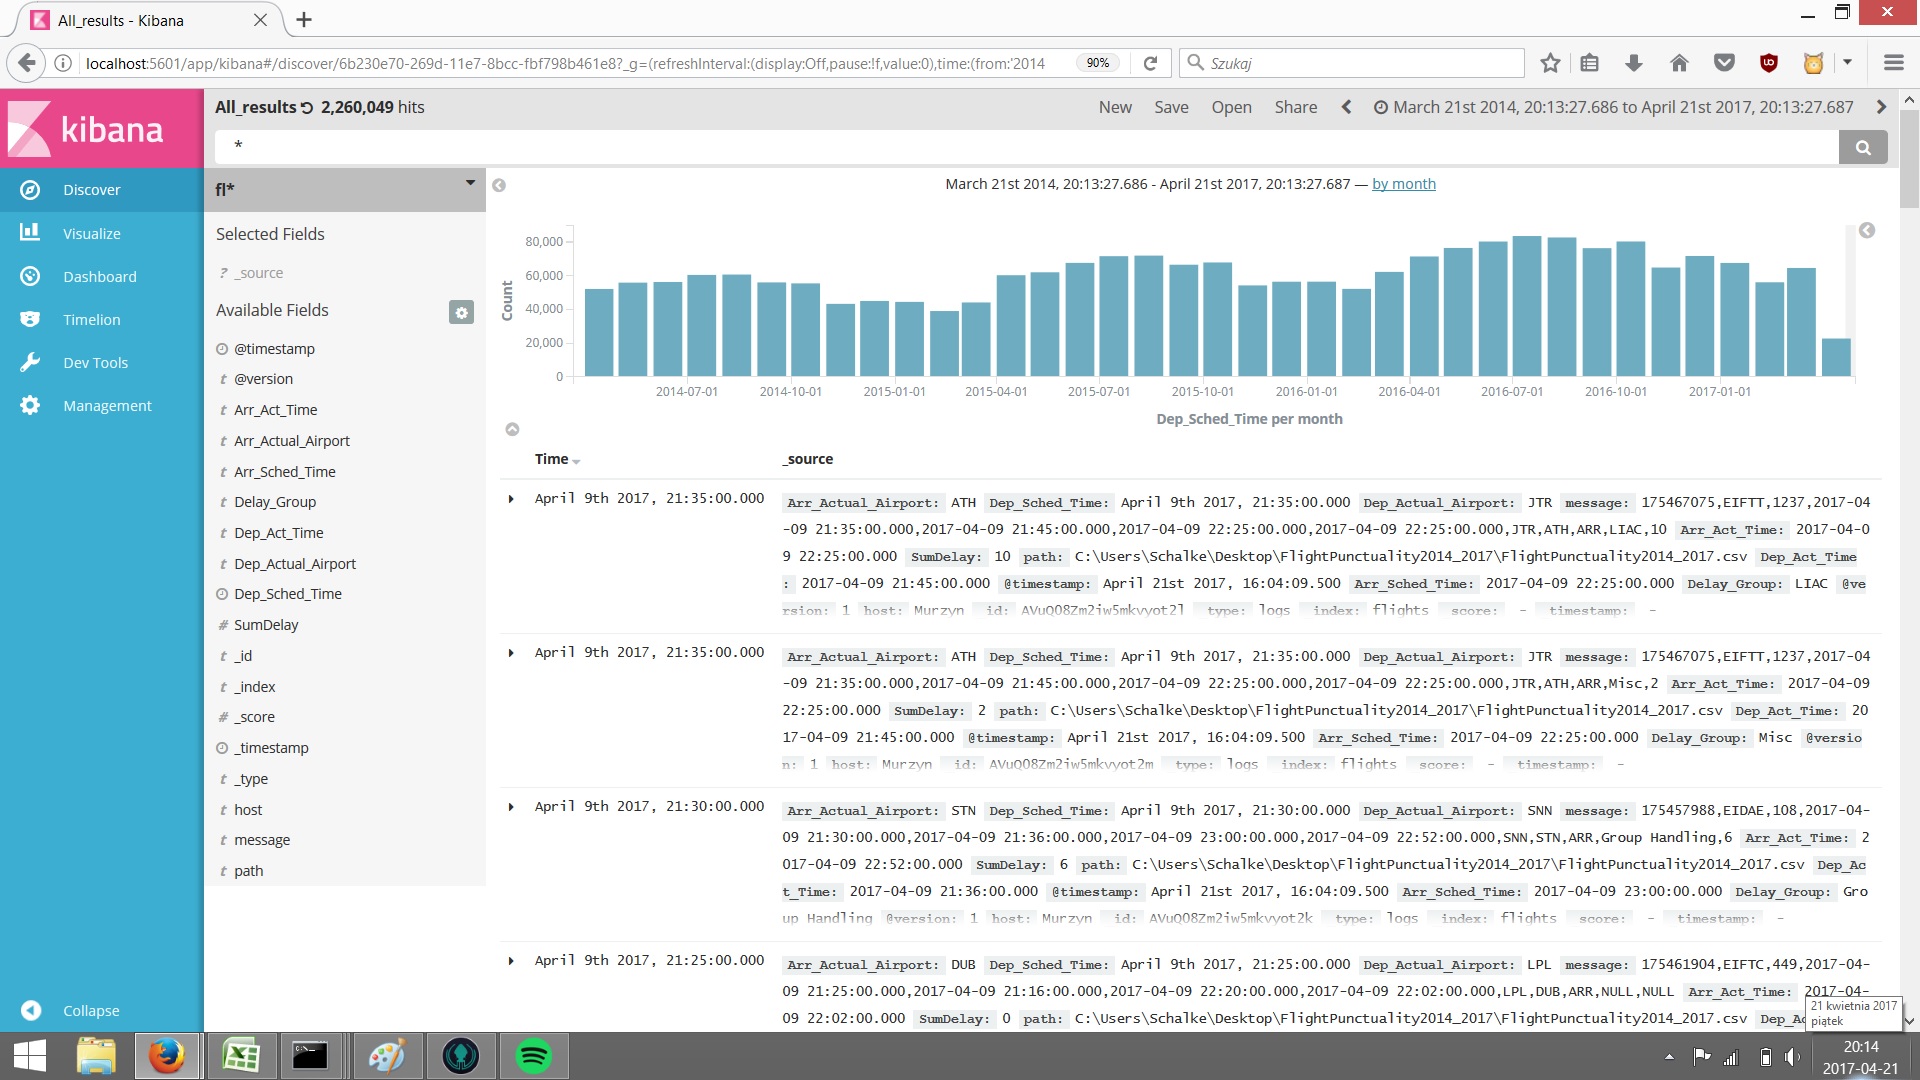 All_results - Kibana
localhost:5601/app/kibana#/discover/6b230e70-269d-11e7-8bcc-fbf798b461e8?_g=(refreshInterval:(display:Off,pause:!f,value:0),time:(from:'2014
90%
Szukaj
kibana
All_results 2,260,049 hits
New Save Open Share March 21st 2014, 20:13:27.686 to April 21st 2017, 20:13:27.687
*
Discover
Visualize
Dashboard
Timelion
Dev Tools
Management
Collapse
fl*
Selected Fields
? _source
Available Fields
@timestamp
t @version
t Arr_Act_Time
t Arr_Actual_Airport
t Arr_Sched_Time
t Delay_Group
t Dep_Act_Time
t Dep_Actual_Airport
Dep_Sched_Time
# SumDelay
t _id
t _index
# _score
_timestamp
t _type
t host
t message
t path
March 21st 2014, 20:13:27.686 - April 21st 2017, 20:13:27.687 — by month
Count
80,000
60,000
40,000
20,000
0
2014-07-01 2014-10-01 2015-01-01 2015-04-01 2015-07-01 2015-10-01 2016-01-01 2016-04-01 2016-07-01 2016-10-01 2017-01-01
Dep_Sched_Time per month
Time _source
April 9th 2017, 21:35:00.000
Arr_Actual_Airport: ATH Dep_Sched_Time: April 9th 2017, 21:35:00.000 Dep_Actual_Airport: JTR message: 175467075,EIFTT,1237,2017-04
-09 21:35:00.000,2017-04-09 21:45:00.000,2017-04-09 22:25:00.000,2017-04-09 22:25:00.000,JTR,ATH,ARR,LIAC,10 Arr_Act_Time: 2017-04-0
9 22:25:00.000 SumDelay: 10 path: C:\Users\Schalke\Desktop\FlightPunctuality2014_2017\FlightPunctuality2014_2017.csv Dep_Act_Time
: 2017-04-09 21:45:00.000 @timestamp: April 21st 2017, 16:04:09.500 Arr_Sched_Time: 2017-04-09 22:25:00.000 Delay_Group: LIAC @ve
rsion: 1 host: Murzyn _id: AVuQO8Zm2iw5mkvyot2l _type: logs _index: flights _score: - _timestamp: -
April 9th 2017, 21:35:00.000
Arr_Actual_Airport: ATH Dep_Sched_Time: April 9th 2017, 21:35:00.000 Dep_Actual_Airport: JTR message: 175467075,EIFTT,1237,2017-04
-09 21:35:00.000,2017-04-09 21:45:00.000,2017-04-09 22:25:00.000,2017-04-09 22:25:00.000,JTR,ATH,ARR,Misc,2 Arr_Act_Time: 2017-04-09
22:25:00.000 SumDelay: 2 path: C:\Users\Schalke\Desktop\FlightPunctuality2014_2017\FlightPunctuality2014_2017.csv Dep_Act_Time: 20
17-04-09 21:45:00.000 @timestamp: April 21st 2017, 16:04:09.500 Arr_Sched_Time: 2017-04-09 22:25:00.000 Delay_Group: Misc @versio
n: 1 host: Murzyn _id: AVuQO8Zm2iw5mkvyot2m _type: logs _index: flights _score: - _timestamp: -
April 9th 2017, 21:30:00.000
Arr_Actual_Airport: STN Dep_Sched_Time: April 9th 2017, 21:30:00.000 Dep_Actual_Airport: SNN message: 175457988,EIDAE,108,2017-04-
09 21:30:00.000,2017-04-09 21:36:00.000,2017-04-09 23:00:00.000,2017-04-09 22:52:00.000,SNN,STN,ARR,Group Handling,6 Arr_Act_Time: 2
017-04-09 22:52:00.000 SumDelay: 6 path: C:\Users\Schalke\Desktop\FlightPunctuality2014_2017\FlightPunctuality2014_2017.csv Dep_Ac
t_Time: 2017-04-09 21:36:00.000 @timestamp: April 21st 2017, 16:04:09.500 Arr_Sched_Time: 2017-04-09 23:00:00.000 Delay_Group: Gro
up Handling @version: 1 host: Murzyn _id: AVuQO8Zm2iw5mkvyot2k _type: logs _index: flights _score: - _timestamp: -
April 9th 2017, 21:25:00.000
Arr_Actual_Airport: DUB Dep_Sched_Time: April 9th 2017, 21:25:00.000 Dep_Actual_Airport: LPL message: 175461904,EIFTC,449,2017-04-
09 21:25:00.000,2017-04-09 21:16:00.000,2017-04-09 22:20:00.000,2017-04-09 22:02:00.000,LPL,DUB,ARR,NULL,NULL Arr_Act_Time: 2017-04-
09 22:02:00.000 SumDelay: 0 path: C:\Users\Schalke\Desktop\FlightPunctuality2014_2017\FlightPunctuality2014_2017.csv Dep_Ac
21 kwietnia 2017
piątek
20:14
2017-04-21